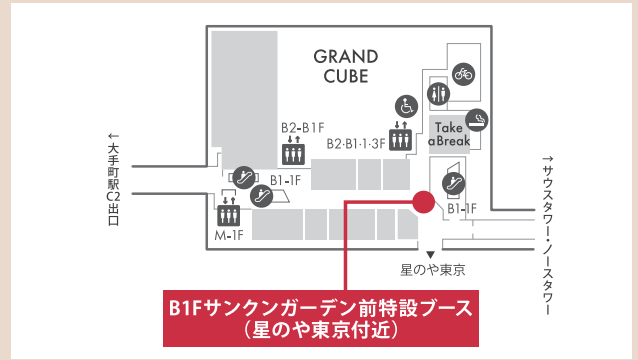 GRAND
CUBE
B2-B1F
B2·B1·1·3F
Take
aBreak
←大手町駅C2出口
B1-1F
B1-1F
M-1F
→サウスタワー・ノースタワー
▼
星のや東京
B1Fサンクンガーデン前特設ブース
（星のや東京付近）